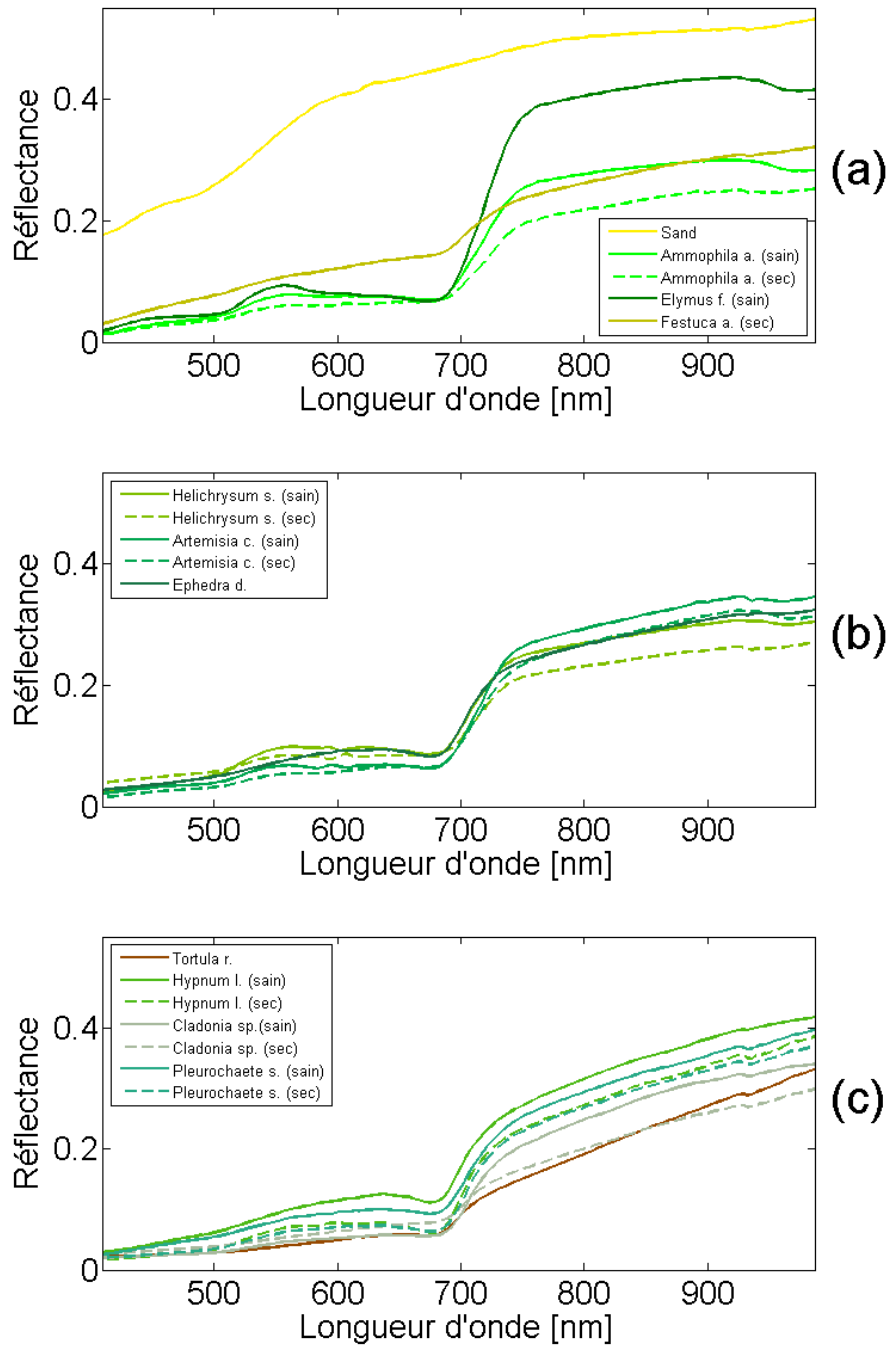 0.4
0.2
0
Réflectance
Sand
Ammophila a. (sain)
Ammophila a. (sec)
Elymus f. (sain)
Festuca a. (sec)
500 600 700 800 900
Longueur d'onde [nm]
(a)
Helichrysum s. (sain)
Helichrysum s. (sec)
Artemisia c. (sain)
Artemisia c. (sec)
Ephedra d.
0.4
0.2
0
Réflectance
500 600 700 800 900
Longueur d'onde [nm]
(b)
Tortula r.
Hypnum l. (sain)
Hypnum l. (sec)
Cladonia sp.(sain)
Cladonia sp. (sec)
Pleurochaete s. (sain)
Pleurochaete s. (sec)
0.4
0.2
0
Réflectance
500 600 700 800 900
Longueur d'onde [nm]
(c)